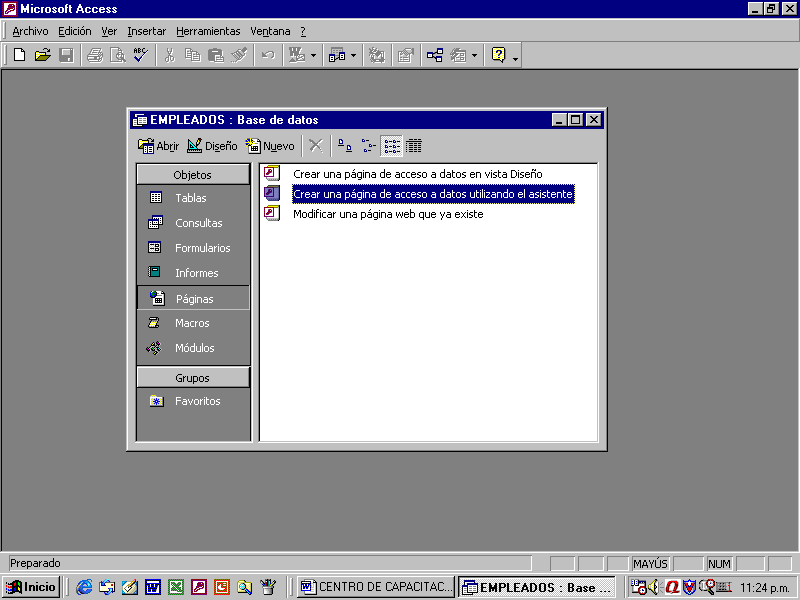 Microsoft Access
Archivo Edición Ver Insertar Herramientas Ventana ?
EMPLEADOS : Base de datos
Abrir Diseño Nuevo
Objetos
Tablas
Consultas
Formularios
Informes
Páginas
Macros
Módulos
Grupos
Favoritos
Crear una página de acceso a datos en vista Diseño
Crear una página de acceso a datos utilizando el asistente
Modificar una página web que ya existe
Preparado MAYÚS NUM
Inicio CENTRO DE CAPACITAC... EMPLEADOS : Base ... 11:24 p.m.